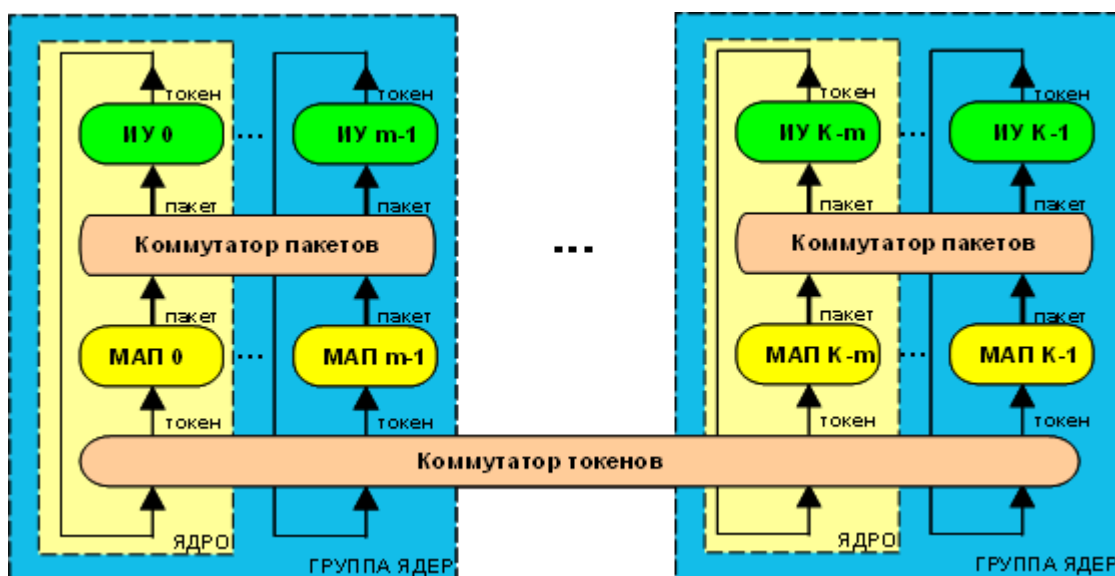 токен токен токен токен
ИУ 0 ... ИУ m-1 ИУ K-m ... ИУ K-1
пакет пакет пакет пакет
Коммутатор пакетов ... Коммутатор пакетов
пакет пакет пакет пакет
МАП 0 ... МАП m-1 МАП K-m ... МАП K-1
токен токен токен токен
Коммутатор токенов
ЯДРО ЯДРО
ГРУППА ЯДЕР ГРУППА ЯДЕР